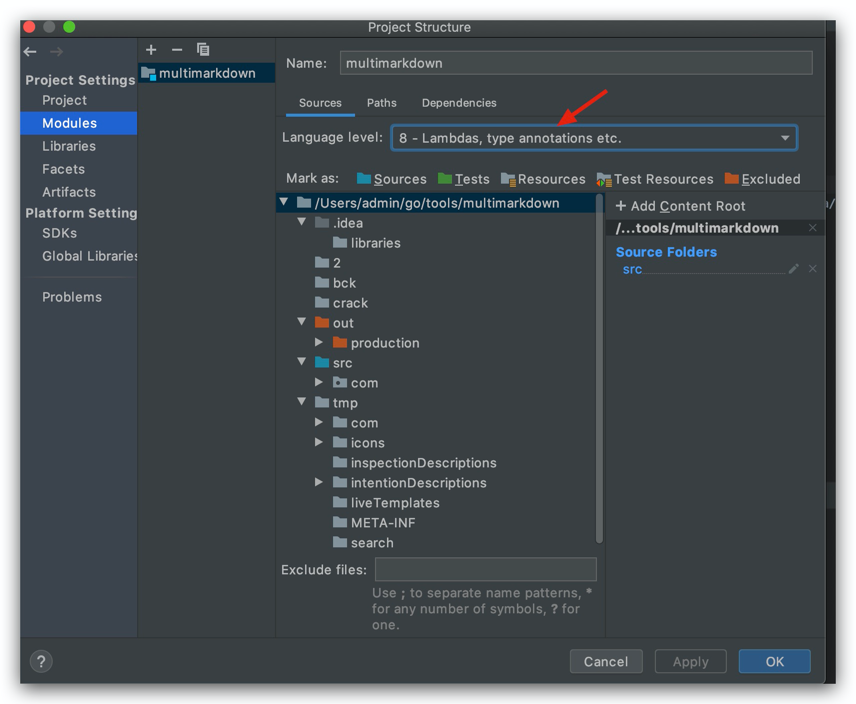 Project Structure
Project Settings
Project
Modules
Libraries
Facets
Artifacts
Platform Setting
SDKs
Global Libraries
Problems
multimarkdown
Name: multimarkdown
Sources Paths Dependencies
Language level: 8 - Lambdas, type annotations etc.
Mark as: Sources Tests Resources Test Resources Excluded
/Users/admin/go/tools/multimarkdown
.idea
libraries
2
bck
crack
out
production
src
com
tmp
com
icons
inspectionDescriptions
intentionDescriptions
liveTemplates
META-INF
search
+ Add Content Root
/...tools/multimarkdown
Source Folders
src
Exclude files:
Use ; to separate name patterns, *
for any number of symbols, ? for
one.
? Cancel Apply OK